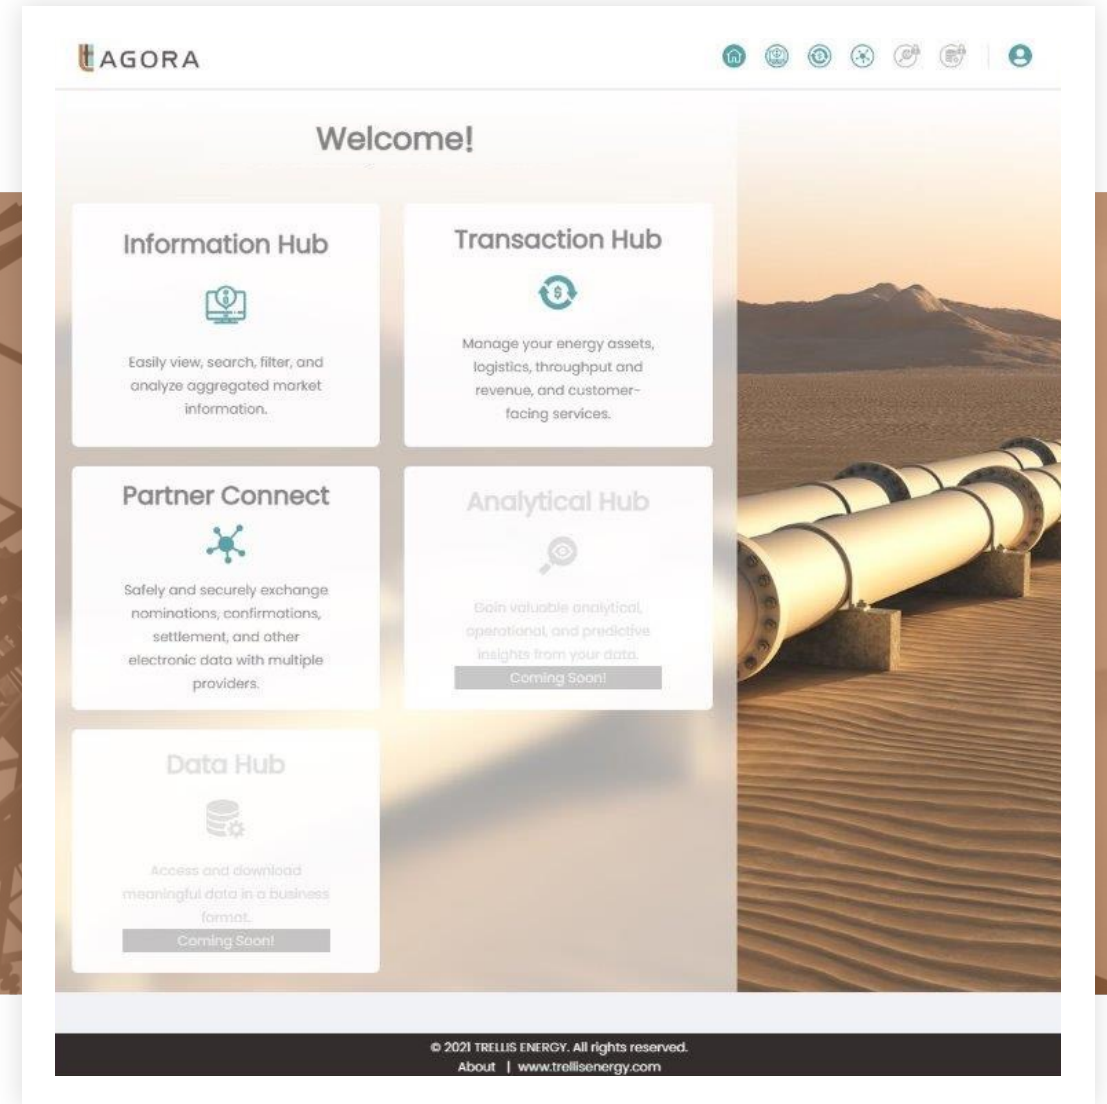 AGORA
Welcome!
Information Hub
Easily view, search, filter, and
analyze aggregated market
information.
Transaction Hub
Manage your energy assets,
logistics, throughput and
revenue, and customer-
facing services.
Partner Connect
Safely and securely exchange
nominations, confirmations,
settlement, and other
electronic data with multiple
providers.
Analytical Hub
Gain valuable analytical,
operational, and predictive
insights from your data.
Coming Soon!
Data Hub
Access and download
meaningful data in a business
format.
Coming Soon!
© 2021 TRELLIS ENERGY. All rights reserved.
About | www.trellisenergy.com